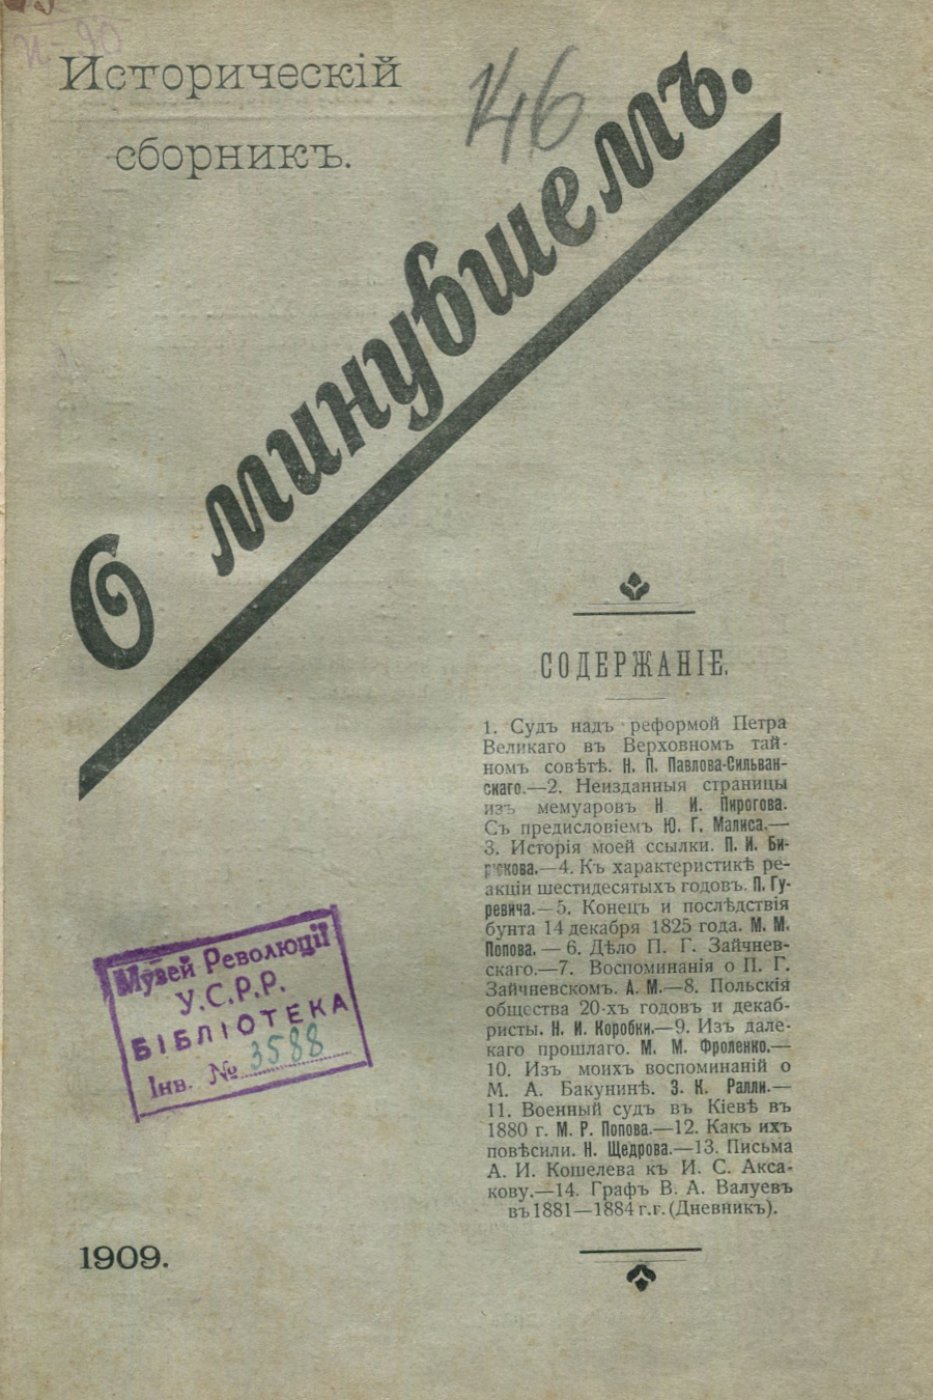 И-90
Историческій
сборникъ.
146
О минувшемъ.
СОДЕРЖАНІЕ.
1. Судъ надъ реформой Петра
Великаго въ Верховномъ тай-
номъ совѣтѣ. Н. П. Павлова-Сильван-
скаго.—2. Неизданныя страницы
изъ мемуаровъ Н И. Пирогова.
Съ предисловіемъ Ю. Г. Малиса.—
3. Исторія моей ссылки. П. И. Би-
рюкова.—4. Къ характеристикѣ ре-
акціи шестидесятыхъ годовъ. П. Гу-
ревича.—5. Конецъ и послѣдствія
бунта 14 декабря 1825 года. М. М.
Попова.—6. Дѣло П. Г. Зайчнев-
скаго.—7. Воспоминанія о П. Г.
Зайчневскомъ. А. М.—8. Польскія
общества 20-хъ годовъ и декаб-
ристы. Н. И. Коробки.—9. Изъ дале-
каго прошлаго. М. М. Фроленко.—
10. Изъ моихъ воспоминаній о
М. А. Бакунинѣ. З. К. Ралли.—
11. Военный судъ въ Кіевѣ въ
1880 г. М. Р. Попова.—12. Какъ ихъ
повѣсили. Н. Щедрова.—13. Письма
А. И. Кошелева къ И. С. Акса-
кову.—14. Графъ В. А. Валуевъ
въ 1881—1884 г.г. (Дневникъ).
Музей Революції
У.С.Р.Р.
БІБЛІОТЕКА
Інв. № 3588
1909.